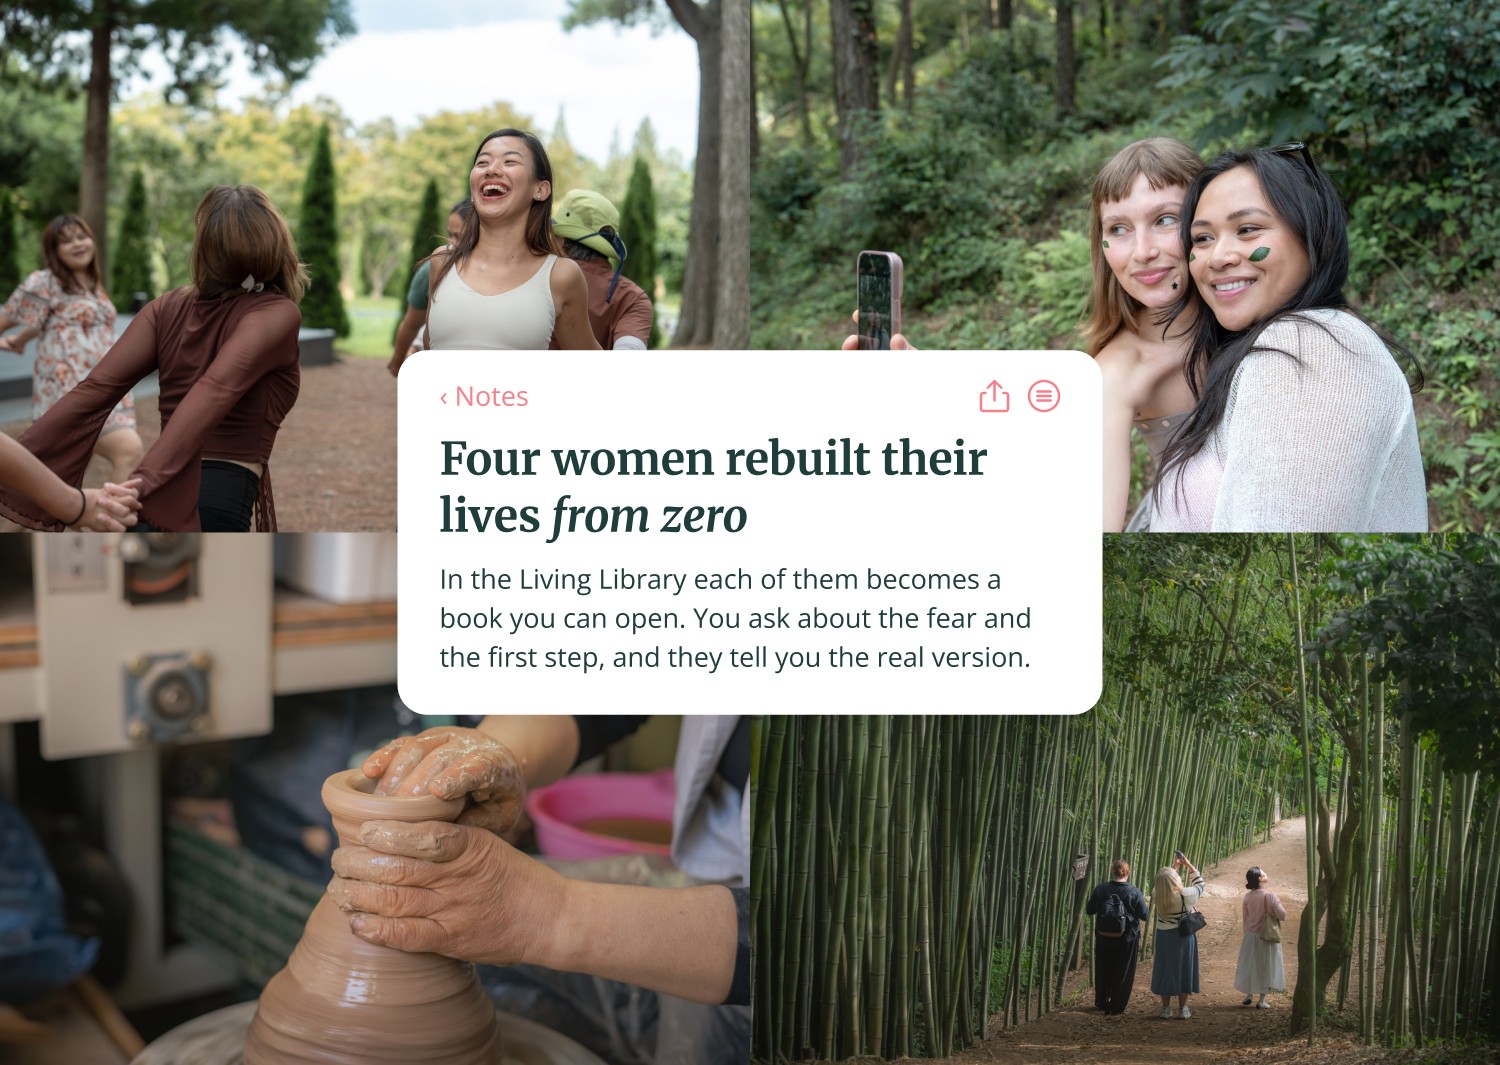 ‹ Notes
Four women rebuilt their
lives from zero
In the Living Library each of them becomes a
book you can open. You ask about the fear and
the first step, and they tell you the real version.